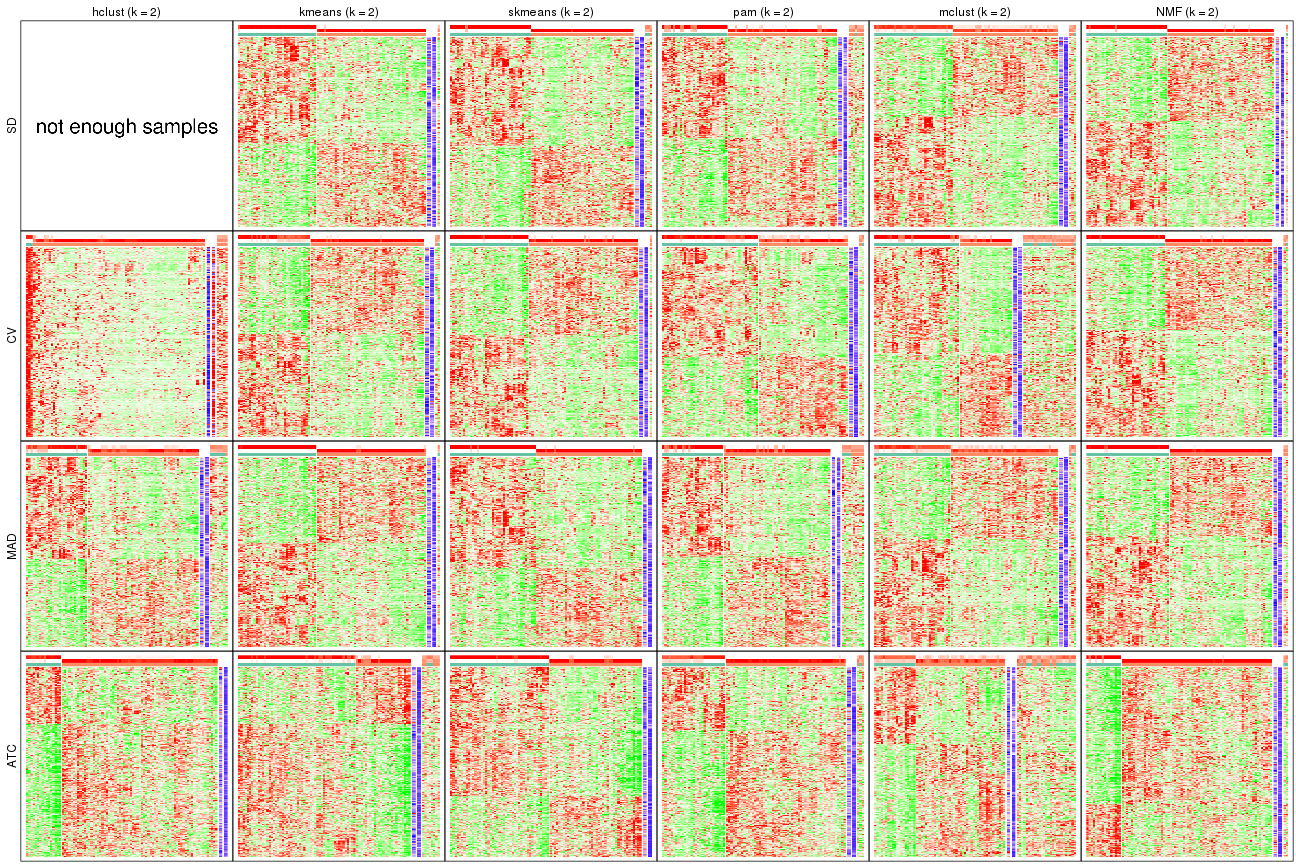 hclust (k = 2) kmeans (k = 2) skmeans (k = 2) pam (k = 2) mclust (k = 2) NMF (k = 2)
SD
not enough samples
CV
MAD
ATC